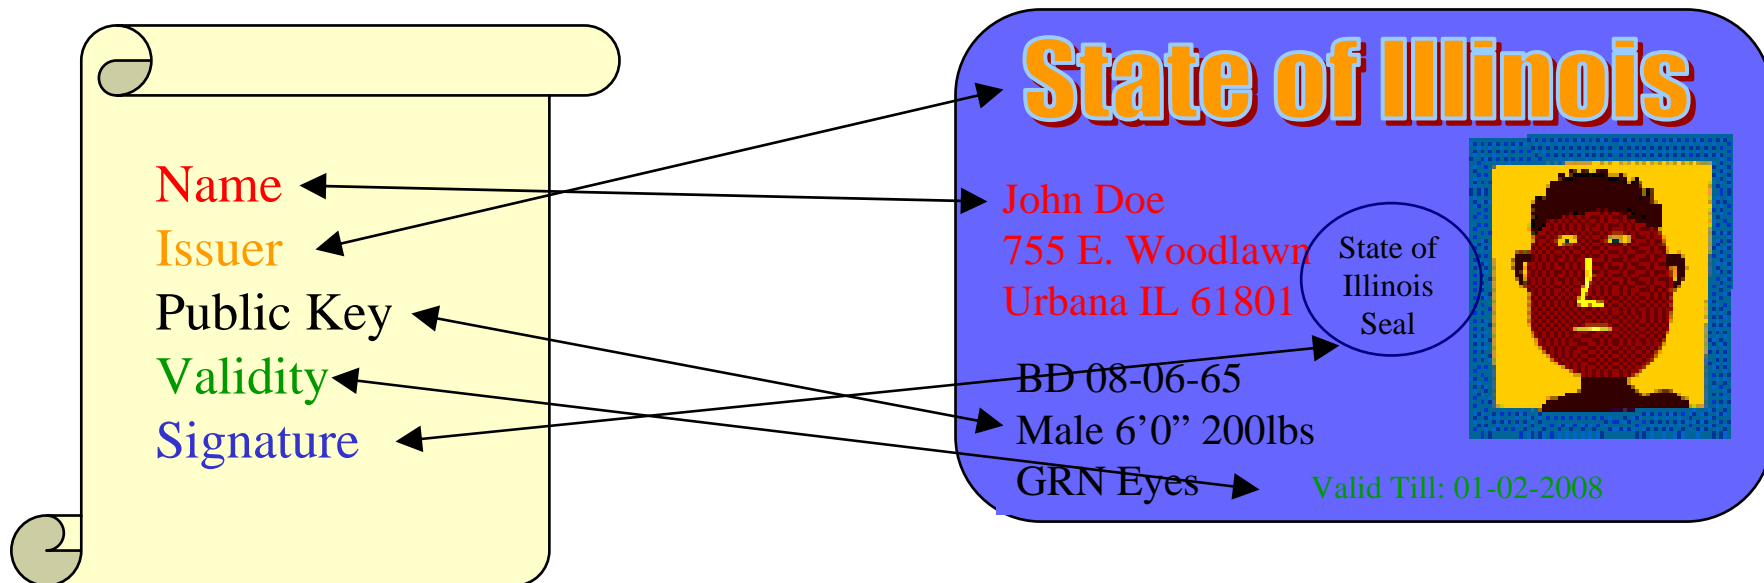 Name
Issuer
Public Key
Validity
Signature
State of Illinois
John Doe
755 E. Woodlawn
Urbana IL 61801
State of
Illinois
Seal
BD 08-06-65
Male 6’0” 200lbs
GRN Eyes
Valid Till: 01-02-2008